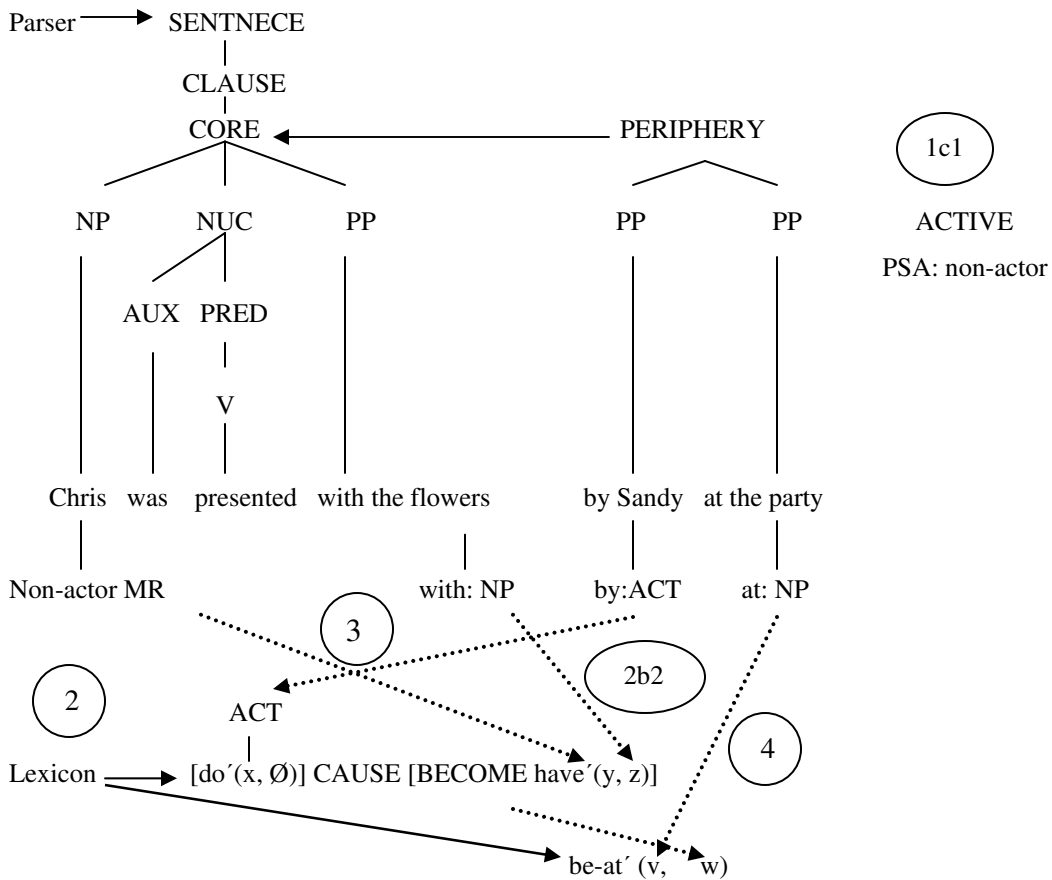 Parser SENTNECE
CLAUSE
CORE PERIPHERY 1c1
NP NUC PP PP PP ACTIVE
PSA: non-actor
AUX PRED
V
Chris was presented with the flowers by Sandy at the party
Non-actor MR with: NP by:ACT at: NP
3
2b2
2
ACT
4
Lexicon [do´(x, Ø)] CAUSE [BECOME have´(y, z)]
be-at´ (v, w)